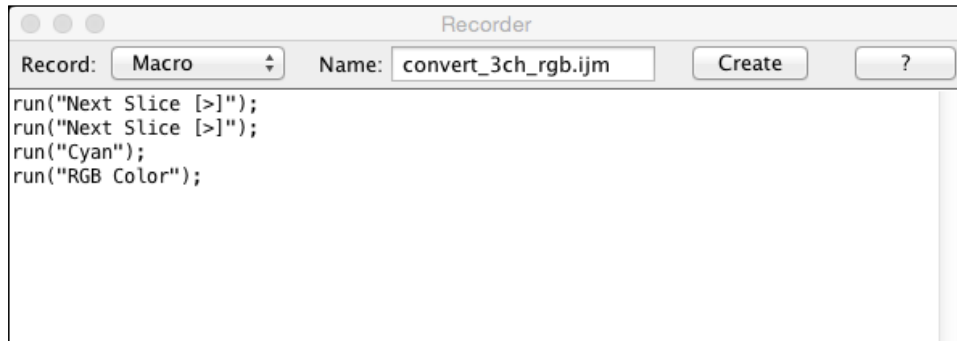 Recorder
Record: Macro Name: convert_3ch_rgb.ijm Create ?
run("Next Slice [>]");
run("Next Slice [>]");
run("Cyan");
run("RGB Color");